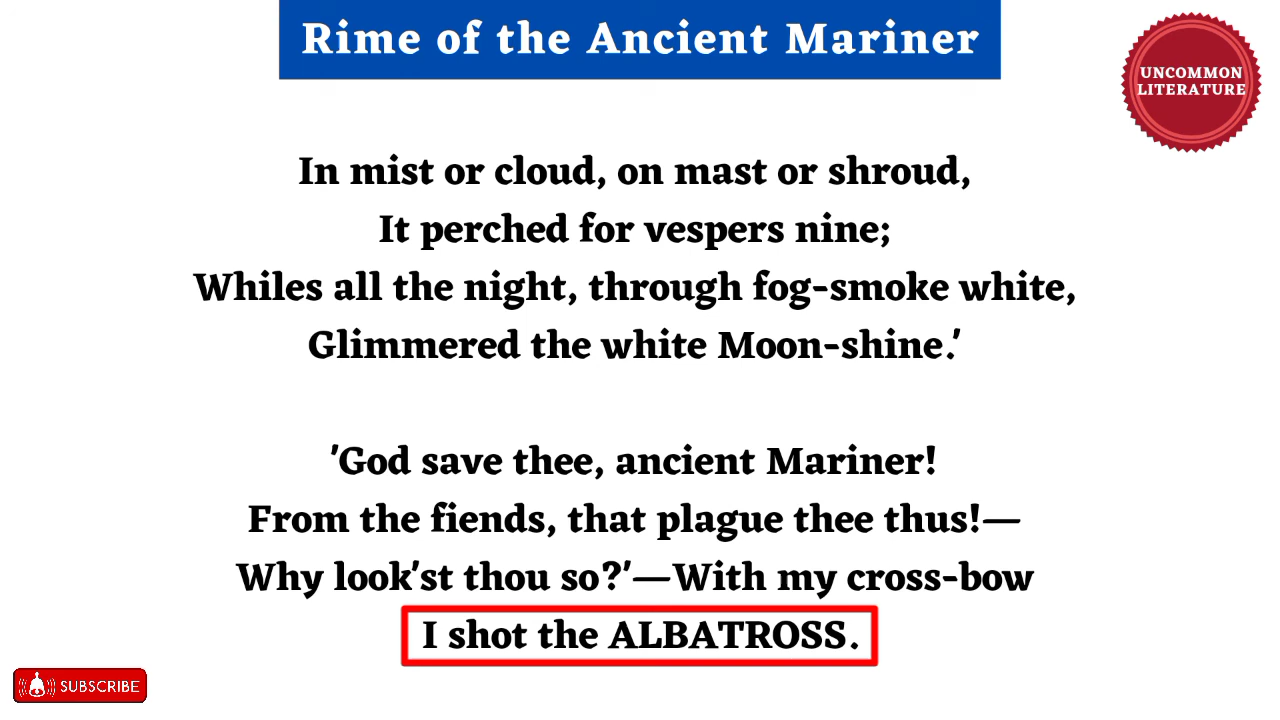 Rime of the Ancient Mariner
UNCOMMON
LITERATURE
In mist or cloud, on mast or shroud,
It perched for vespers nine;
Whiles all the night, through fog-smoke white,
Glimmered the white Moon-shine.'
'God save thee, ancient Mariner!
From the fiends, that plague thee thus!—
Why look'st thou so?'—With my cross-bow
I shot the ALBATROSS.
SUBSCRIBE